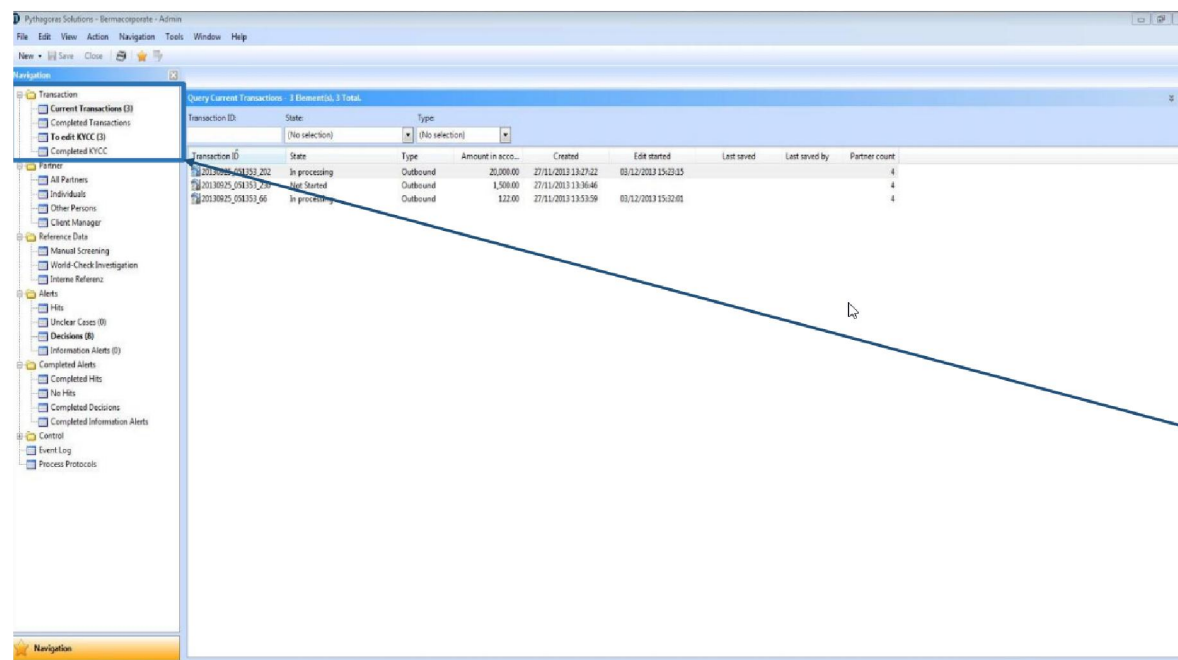 Pythagoras Solutions - Bermacorporate - Admin
File Edit View Action Navigation Tools Window Help
New Save Close
Navigation
Transaction
Current Transactions (3)
Completed Transactions
To edit KYCC (3)
Completed KYCC
Partner
All Partners
Individuals
Other Persons
Client Manager
Reference Data
Manual Screening
World-Check Investigation
Interne Referenz
Alerts
Hits
Unclear Cases (0)
Decisions (8)
Information Alerts (0)
Completed Alerts
Completed Hits
No Hits
Completed Decisions
Completed Information Alerts
Control
Event Log
Process Protocols
Navigation
Query Current Transactions - 3 Element(s), 3 Total.
Transaction ID: State: Type:
(No selection) (No selection)
Transaction ID State Type Amount in acco... Created Edit started Last saved Last saved by Partner count
20130925_051353_202 In processing Outbound 20,000.00 27/11/2013 13:27:22 03/12/2013 15:23:15 4
20130925_051353_230 Not Started Outbound 1,500.00 27/11/2013 13:36:46 4
20130925_051353_66 In processing Outbound 122.00 27/11/2013 13:53:59 03/12/2013 15:32:01 4